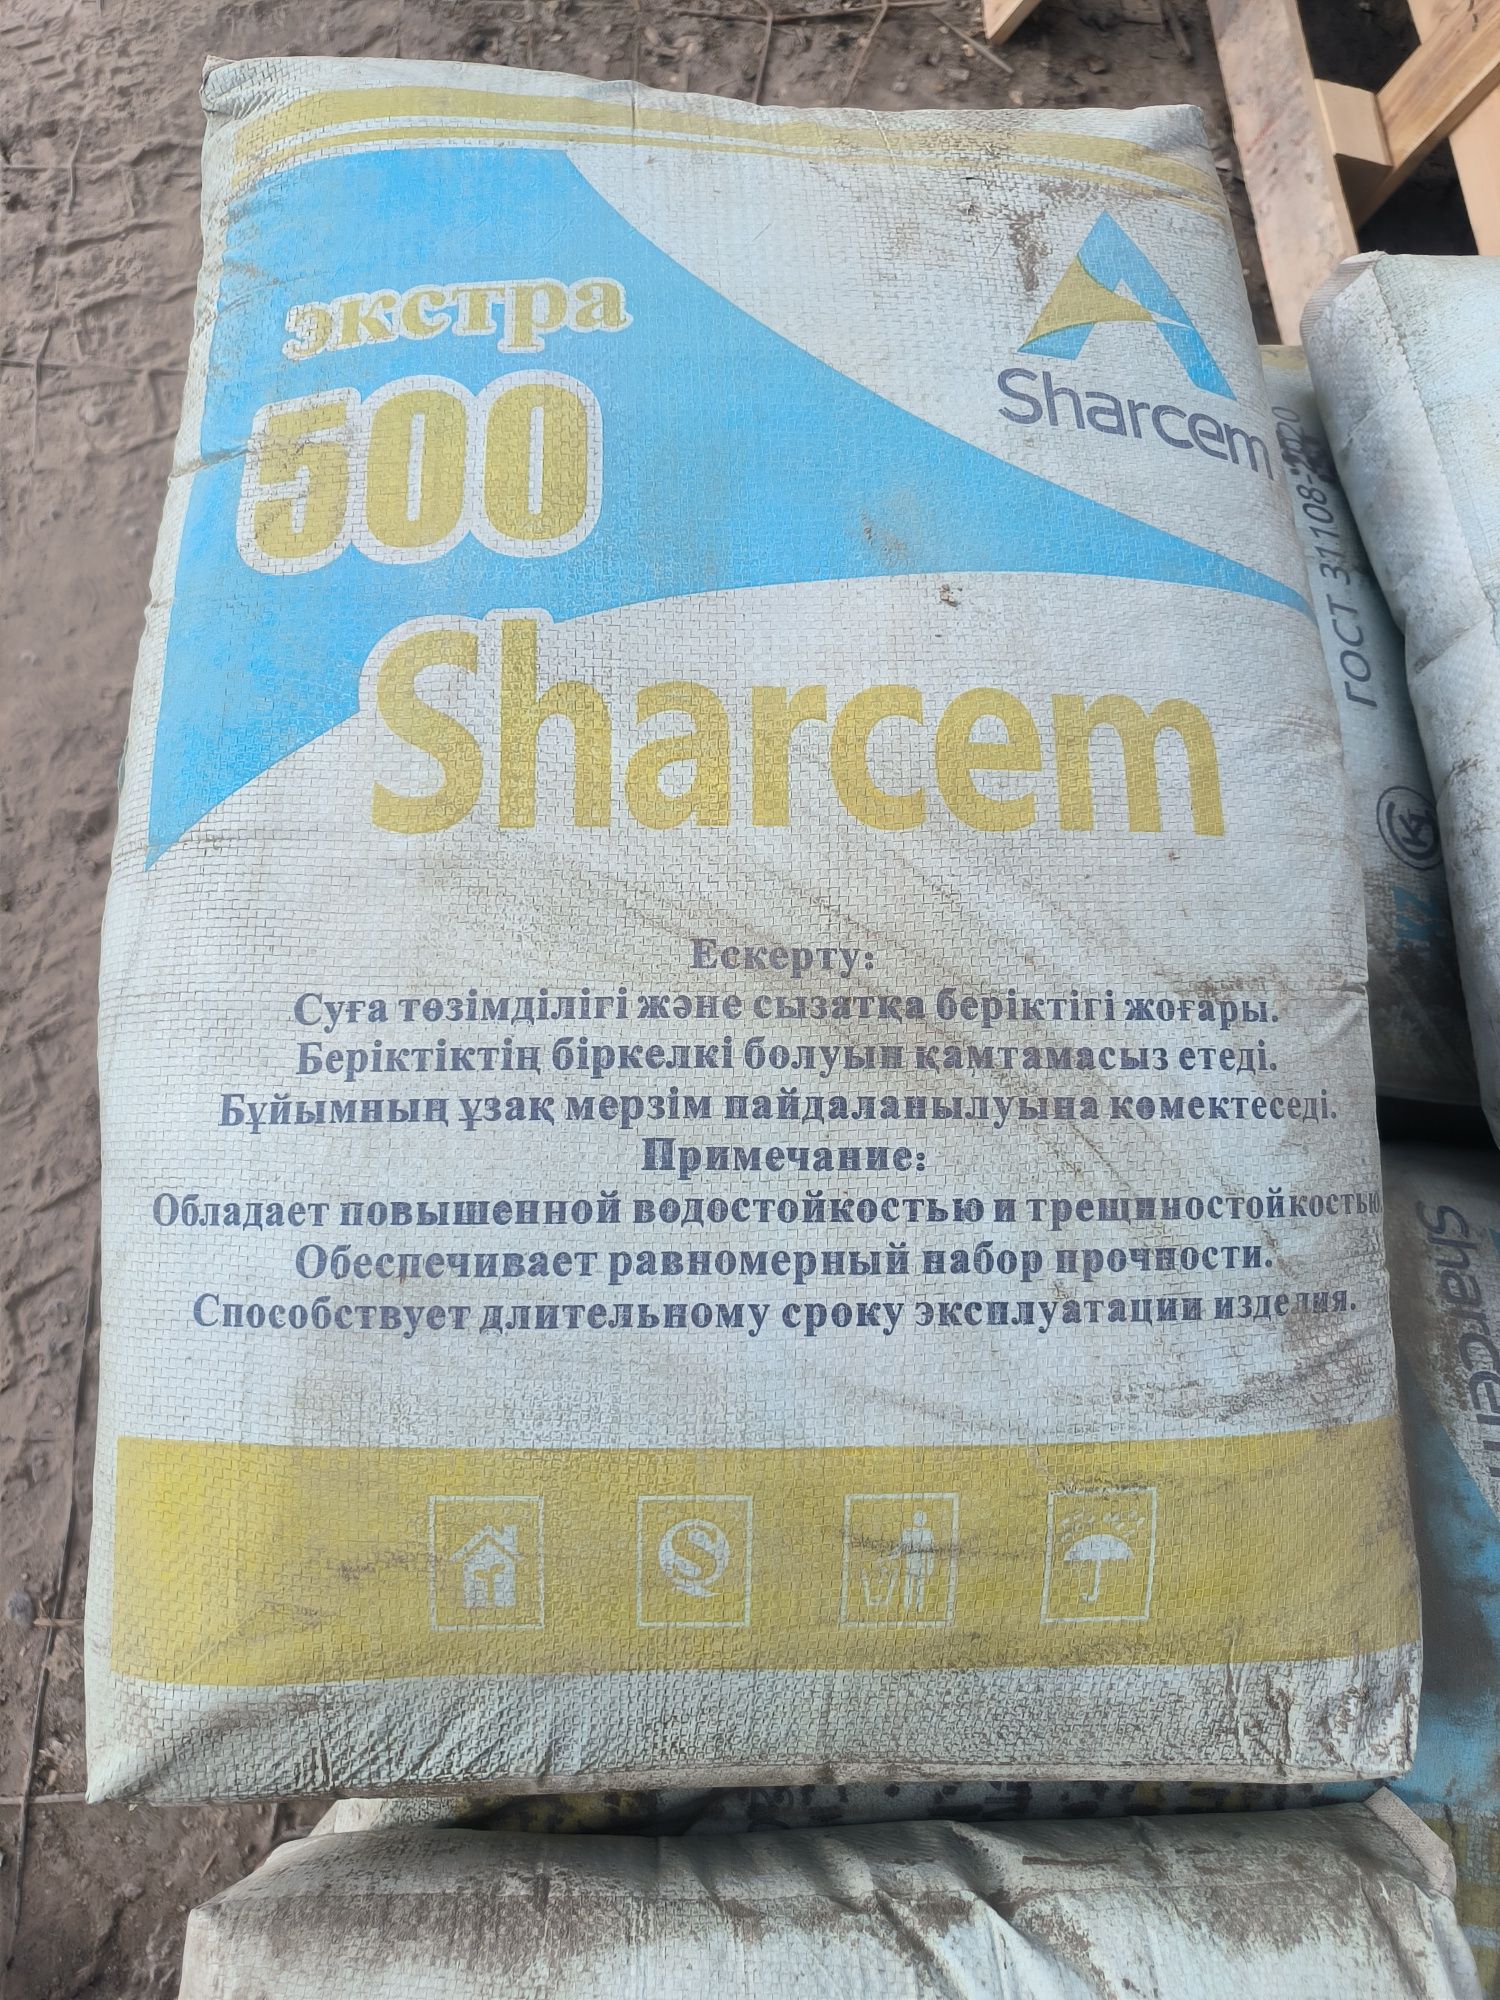 экстра
500
Sharcem
Sharcem
Ескерту:
Суға төзімділігі және сызатқа беріктігі жоғары.
Беріктіктің біркелкі болуын қамтамасыз етеді.
Бұйымның ұзақ мерзім пайдаланылуына көмектеседі.
Примечание:
Обладает повышенной водостойкостью и трещиностойкостью
Обеспечивает равномерный набор прочности.
Способствует длительному сроку эксплуатации изделия.
ГОСТ 31108-2020
Sharcem